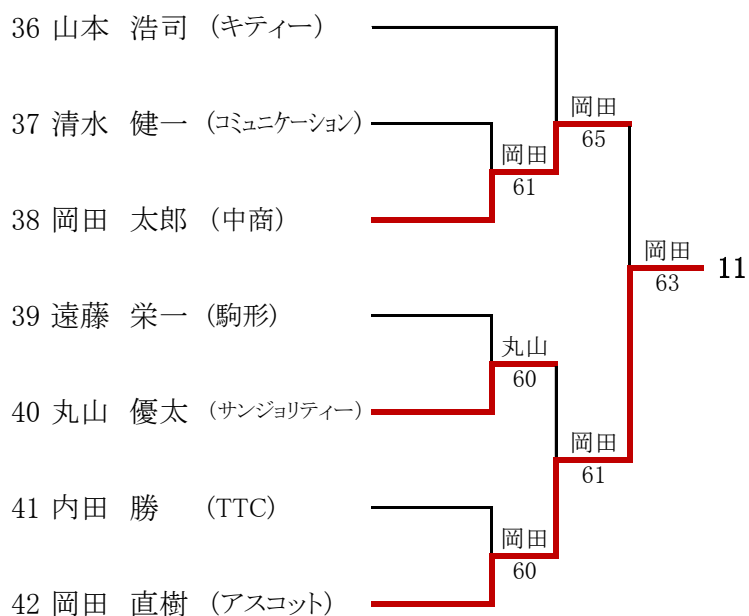 36 山本 浩司 (キティー)
岡田
65
37 清水 健一 (コミュニケーション)
岡田
61
38 岡田 太郎 (中商)
岡田
63
11
39 遠藤 栄一 (駒形)
丸山
60
40 丸山 優太 (サンジョリティー)
岡田
61
41 内田 勝 (TTC)
岡田
60
42 岡田 直樹 (アスコット)